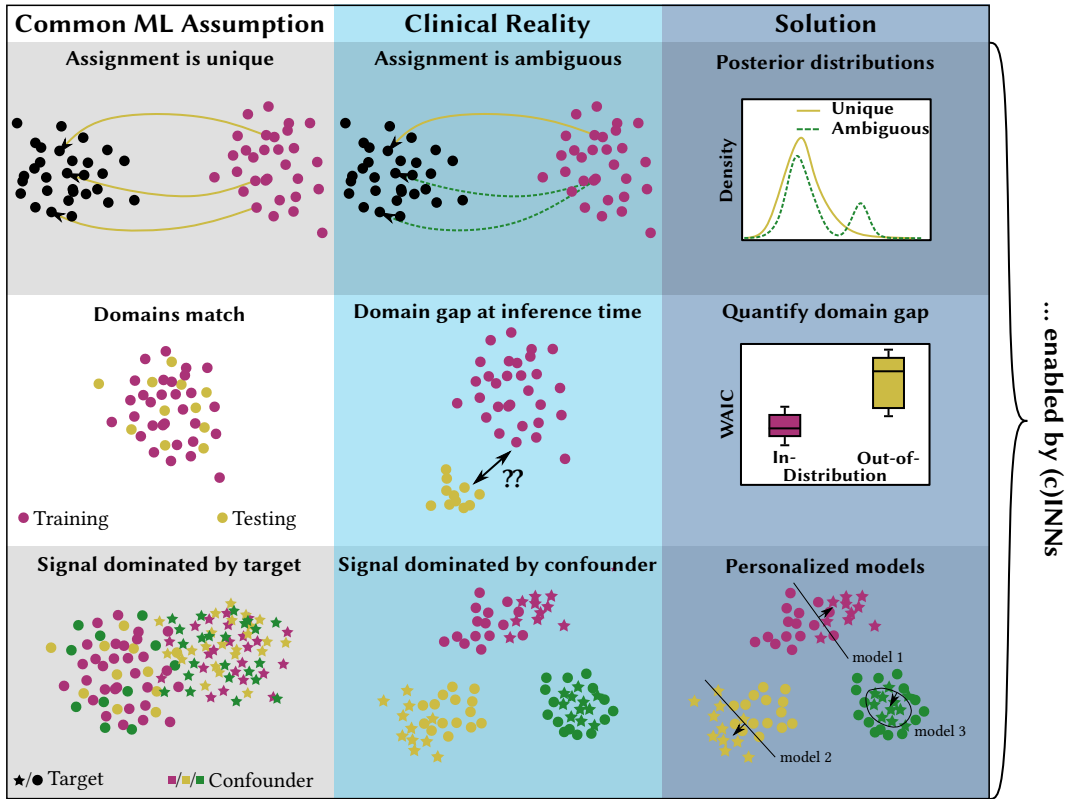 Common ML Assumption
Clinical Reality
Solution
Assignment is unique
Assignment is ambiguous
Posterior distributions
Unique
Ambiguous
Density
Domains match
Domain gap at inference time
Quantify domain gap
??
WAIC
In-
Out-of-
Distribution
Training
Testing
Signal dominated by target
Signal dominated by confounder
Personalized models
model 1
model 2
model 3
/ Target
/ / Confounder
... enabled by (c)INNs